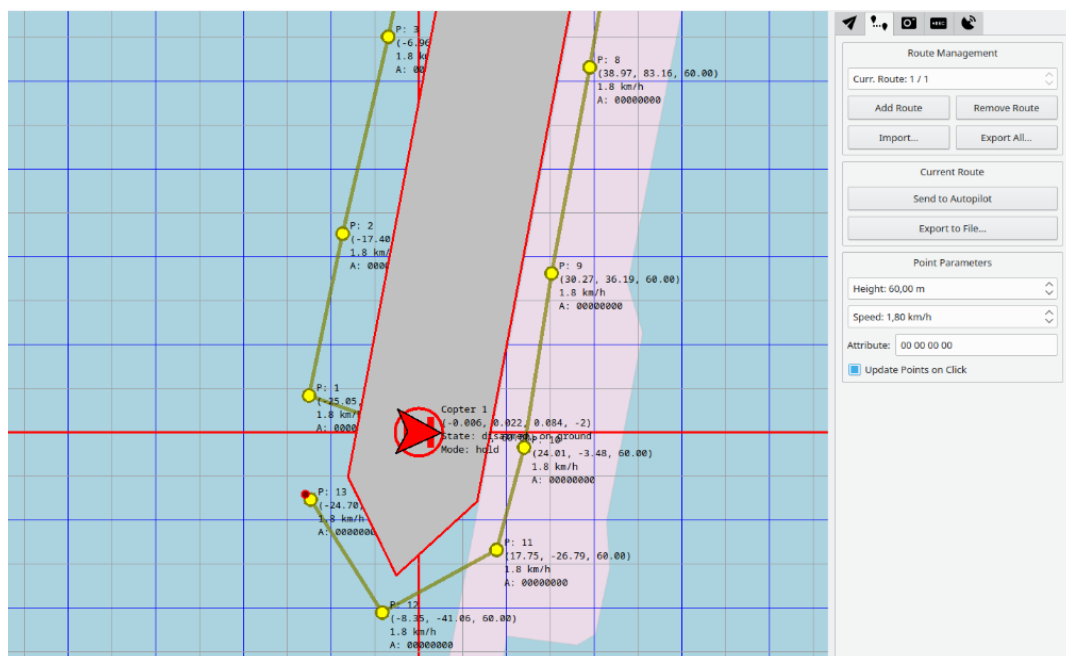 P: 3
(-6.96
1.8 km
A: 00
P: 8
(38.97, 83.16, 60.00)
1.8 km/h
A: 00000000
P: 2
(-17.40
1.8 km/
A: 0000
P: 9
(30.27, 36.19, 60.00)
1.8 km/h
A: 00000000
P: 1
(-25.05,
1.8 km/h
A: 0000
Copter 1
(-0.006, 0.022, 0.084, -2)
State: disarmed, on ground
Mode: hold
P: 10
(24.01, -3.48, 60.00)
1.8 km/h
A: 00000000
P: 13
(-24.70,
1.8 km/h
A: 0000000
P: 11
(17.75, -26.79, 60.00)
1.8 km/h
A: 00000000
P: 12
(-8.35, -41.06, 60.00)
1.8 km/h
A: 00000000
Route Management
Curr. Route: 1 / 1
Add Route
Remove Route
Import...
Export All...
Current Route
Send to Autopilot
Export to File...
Point Parameters
Height: 60,00 m
Speed: 1,80 km/h
Attribute: 00 00 00 00
Update Points on Click